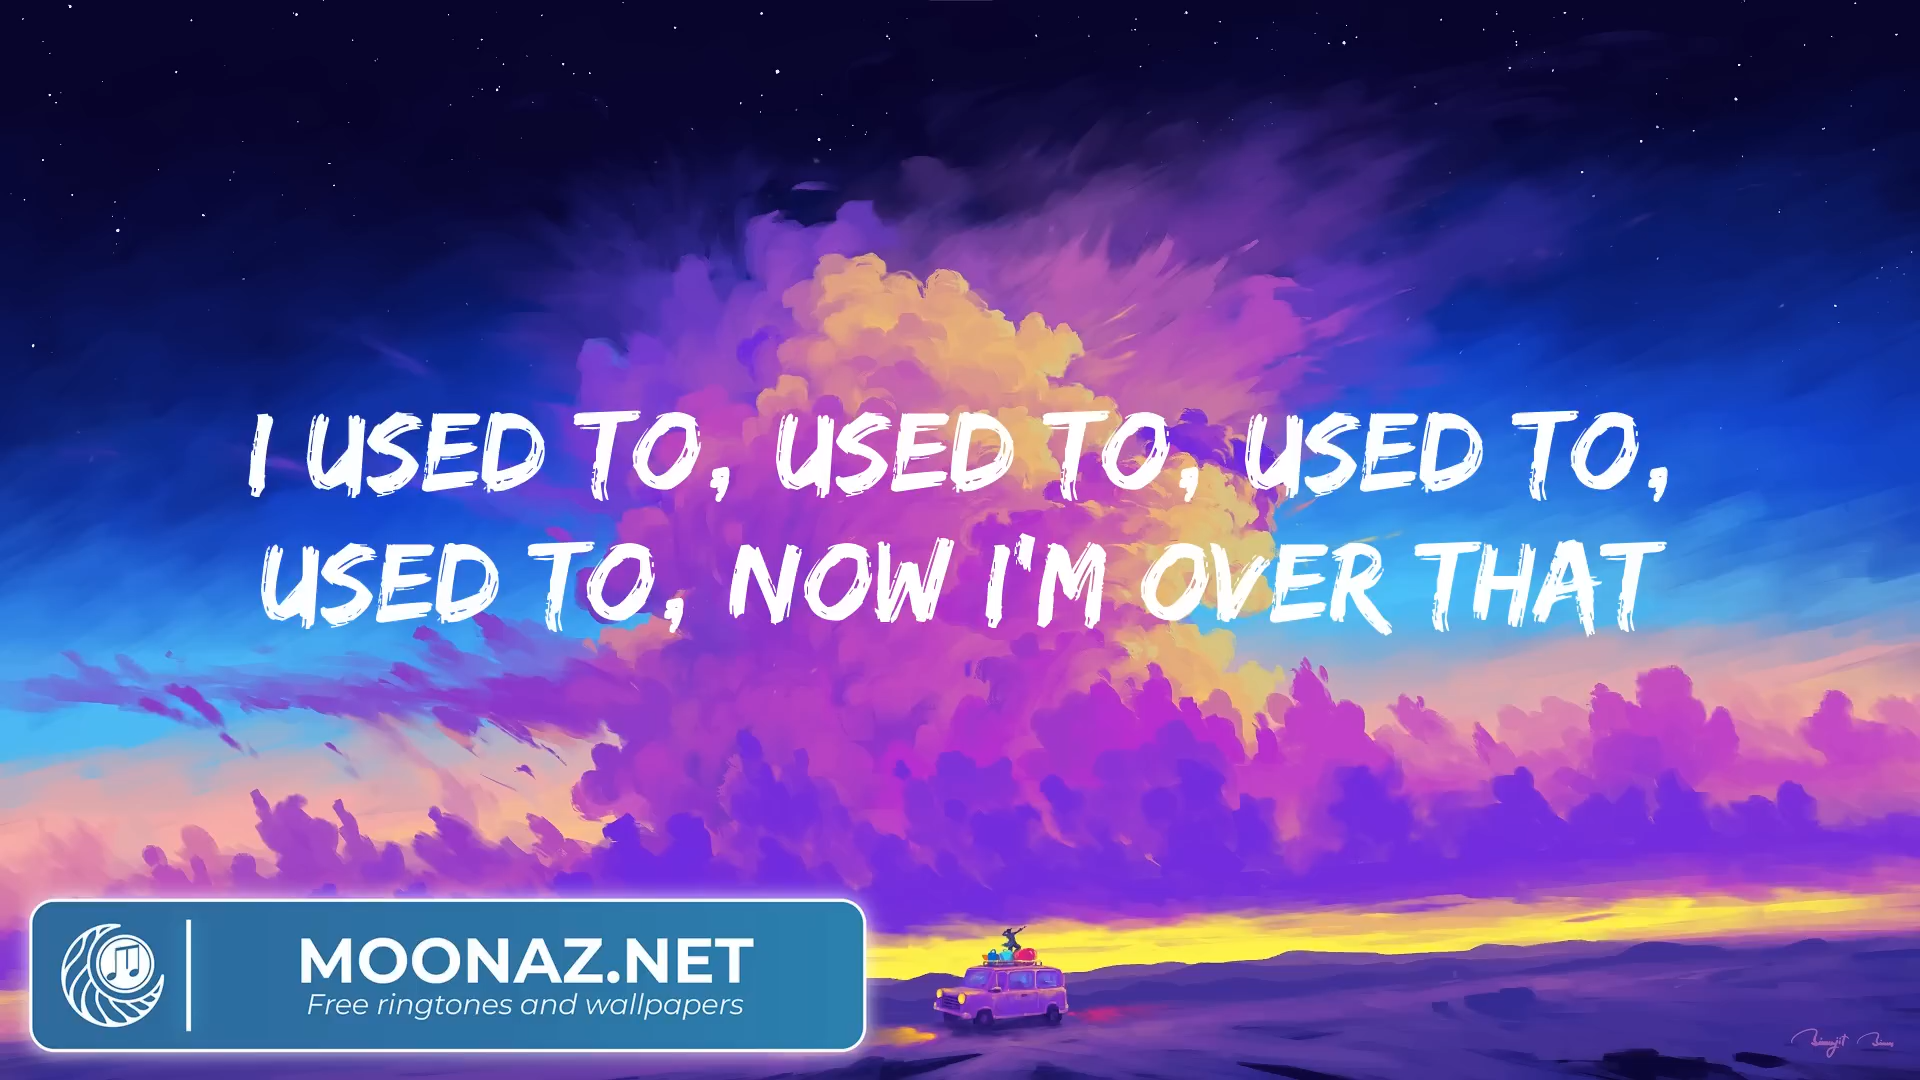 I USED TO, USED TO, USED TO,
USED TO, NOW I'M OVER THAT
MOONAZ.NET
Free ringtones and wallpapers